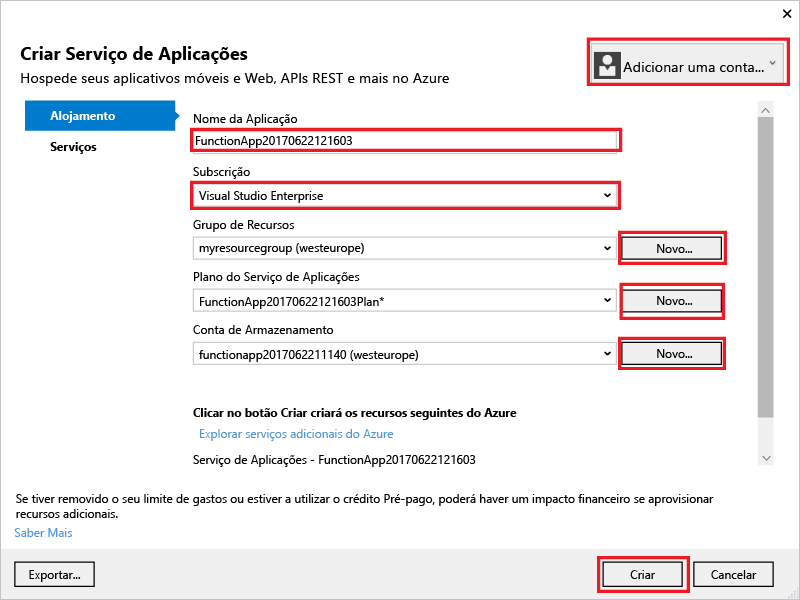 Criar Serviço de Aplicações
Hospede seus aplicativos móveis e Web, APIs REST e mais no Azure
Adicionar uma conta...
Alojamento
Serviços
Nome da Aplicação
FunctionApp20170622121603
Subscrição
Visual Studio Enterprise
Grupo de Recursos
myresourcegroup (westeurope)
Novo...
Plano do Serviço de Aplicações
FunctionApp20170622121603Plan*
Novo...
Conta de Armazenamento
functionapp2017062211140 (westeurope)
Novo...
Clicar no botão Criar criará os recursos seguintes do Azure
Explorar serviços adicionais do Azure
Serviço de Aplicações - FunctionApp20170622121603
Se tiver removido o seu limite de gastos ou estiver a utilizar o crédito Pré-pago, poderá haver um impacto financeiro se aprovisionar
recursos adicionais.
Saber Mais
Exportar...
Criar
Cancelar